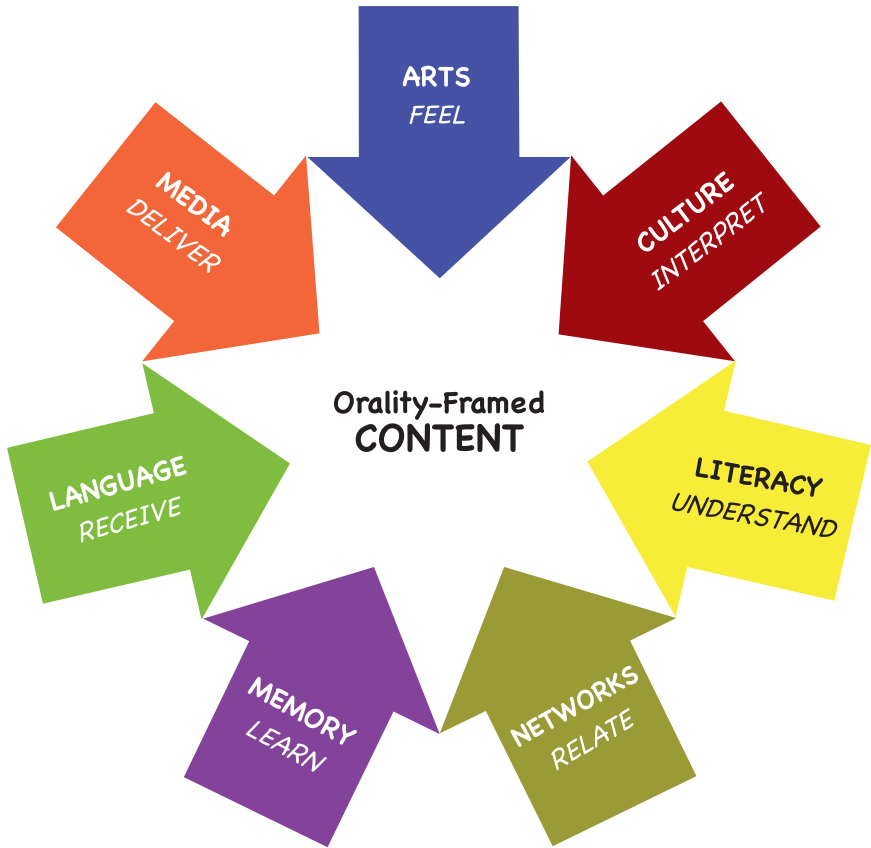 ARTS
FEEL
CULTURE
INTERPRET
LITERACY
UNDERSTAND
NETWORKS
RELATE
MEMORY
LEARN
LANGUAGE
RECEIVE
MEDIA
DELIVER
Orality-Framed
CONTENT